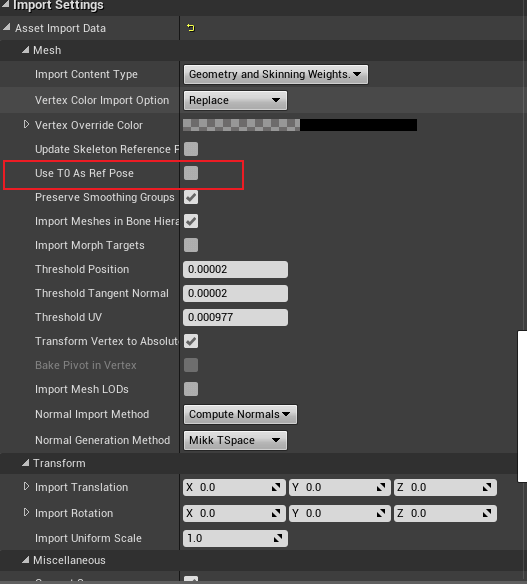 Import Settings
Asset Import Data
Mesh
Import Content Type Geometry and Skinning Weights.
Vertex Color Import Option Replace
Vertex Override Color
Update Skeleton Reference P
Use T0 As Ref Pose
Preserve Smoothing Groups
Import Meshes in Bone Hiera
Import Morph Targets
Threshold Position 0.00002
Threshold Tangent Normal 0.00002
Threshold UV 0.000977
Transform Vertex to Absolute
Bake Pivot in Vertex
Import Mesh LODs
Normal Import Method Compute Normals
Normal Generation Method Mikk TSpace
Transform
Import Translation X 0.0 Y 0.0 Z 0.0
Import Rotation X 0.0 Y 0.0 Z 0.0
Import Uniform Scale 1.0
Miscellaneous